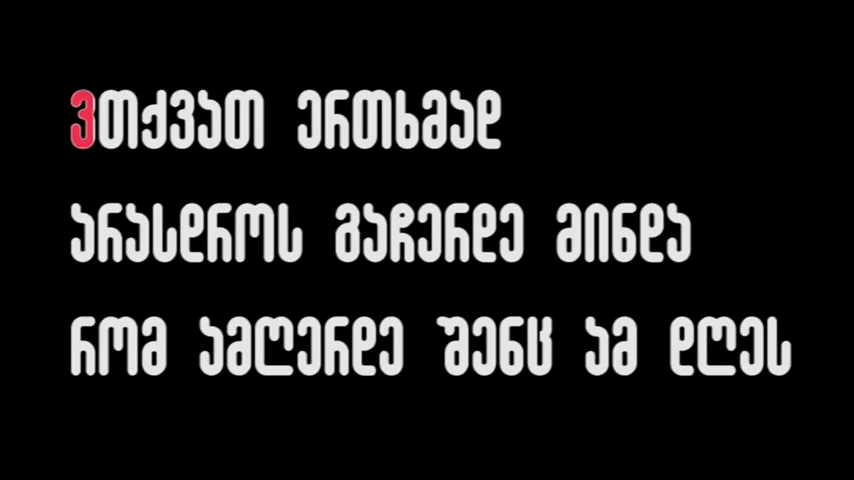 ვთქვათ ერთხმად
არასდროს გაჩერდე მინდა
რომ ამღერდე შენც ამ დღეს